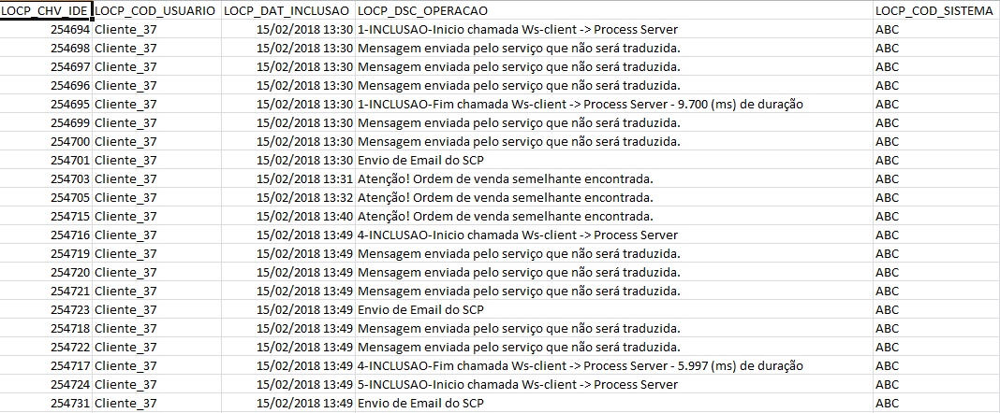 LOCP_CHV_IDE LOCP_COD_USUARIO LOCP_DAT_INCLUSAO LOCP_DSC_OPERACAO LOCP_COD_SISTEMA
254694 Cliente_37 15/02/2018 13:30 1-INCLUSAO-Inicio chamada Ws-client -> Process Server ABC
254698 Cliente_37 15/02/2018 13:30 Mensagem enviada pelo serviço que não será traduzida. ABC
254697 Cliente_37 15/02/2018 13:30 Mensagem enviada pelo serviço que não será traduzida. ABC
254696 Cliente_37 15/02/2018 13:30 Mensagem enviada pelo serviço que não será traduzida. ABC
254695 Cliente_37 15/02/2018 13:30 1-INCLUSAO-Fim chamada Ws-client -> Process Server - 9.700 (ms) de duração ABC
254699 Cliente_37 15/02/2018 13:30 Mensagem enviada pelo serviço que não será traduzida. ABC
254700 Cliente_37 15/02/2018 13:30 Mensagem enviada pelo serviço que não será traduzida. ABC
254701 Cliente_37 15/02/2018 13:30 Envio de Email do SCP ABC
254703 Cliente_37 15/02/2018 13:31 Atenção! Ordem de venda semelhante encontrada. ABC
254705 Cliente_37 15/02/2018 13:32 Atenção! Ordem de venda semelhante encontrada. ABC
254715 Cliente_37 15/02/2018 13:40 Atenção! Ordem de venda semelhante encontrada. ABC
254716 Cliente_37 15/02/2018 13:49 4-INCLUSAO-Inicio chamada Ws-client -> Process Server ABC
254719 Cliente_37 15/02/2018 13:49 Mensagem enviada pelo serviço que não será traduzida. ABC
254720 Cliente_37 15/02/2018 13:49 Mensagem enviada pelo serviço que não será traduzida. ABC
254721 Cliente_37 15/02/2018 13:49 Mensagem enviada pelo serviço que não será traduzida. ABC
254723 Cliente_37 15/02/2018 13:49 Envio de Email do SCP ABC
254718 Cliente_37 15/02/2018 13:49 Mensagem enviada pelo serviço que não será traduzida. ABC
254722 Cliente_37 15/02/2018 13:49 Mensagem enviada pelo serviço que não será traduzida. ABC
254717 Cliente_37 15/02/2018 13:49 4-INCLUSAO-Fim chamada Ws-client -> Process Server - 5.997 (ms) de duração ABC
254724 Cliente_37 15/02/2018 13:49 5-INCLUSAO-Inicio chamada Ws-client -> Process Server ABC
254731 Cliente_37 15/02/2018 13:49 Envio de Email do SCP ABC